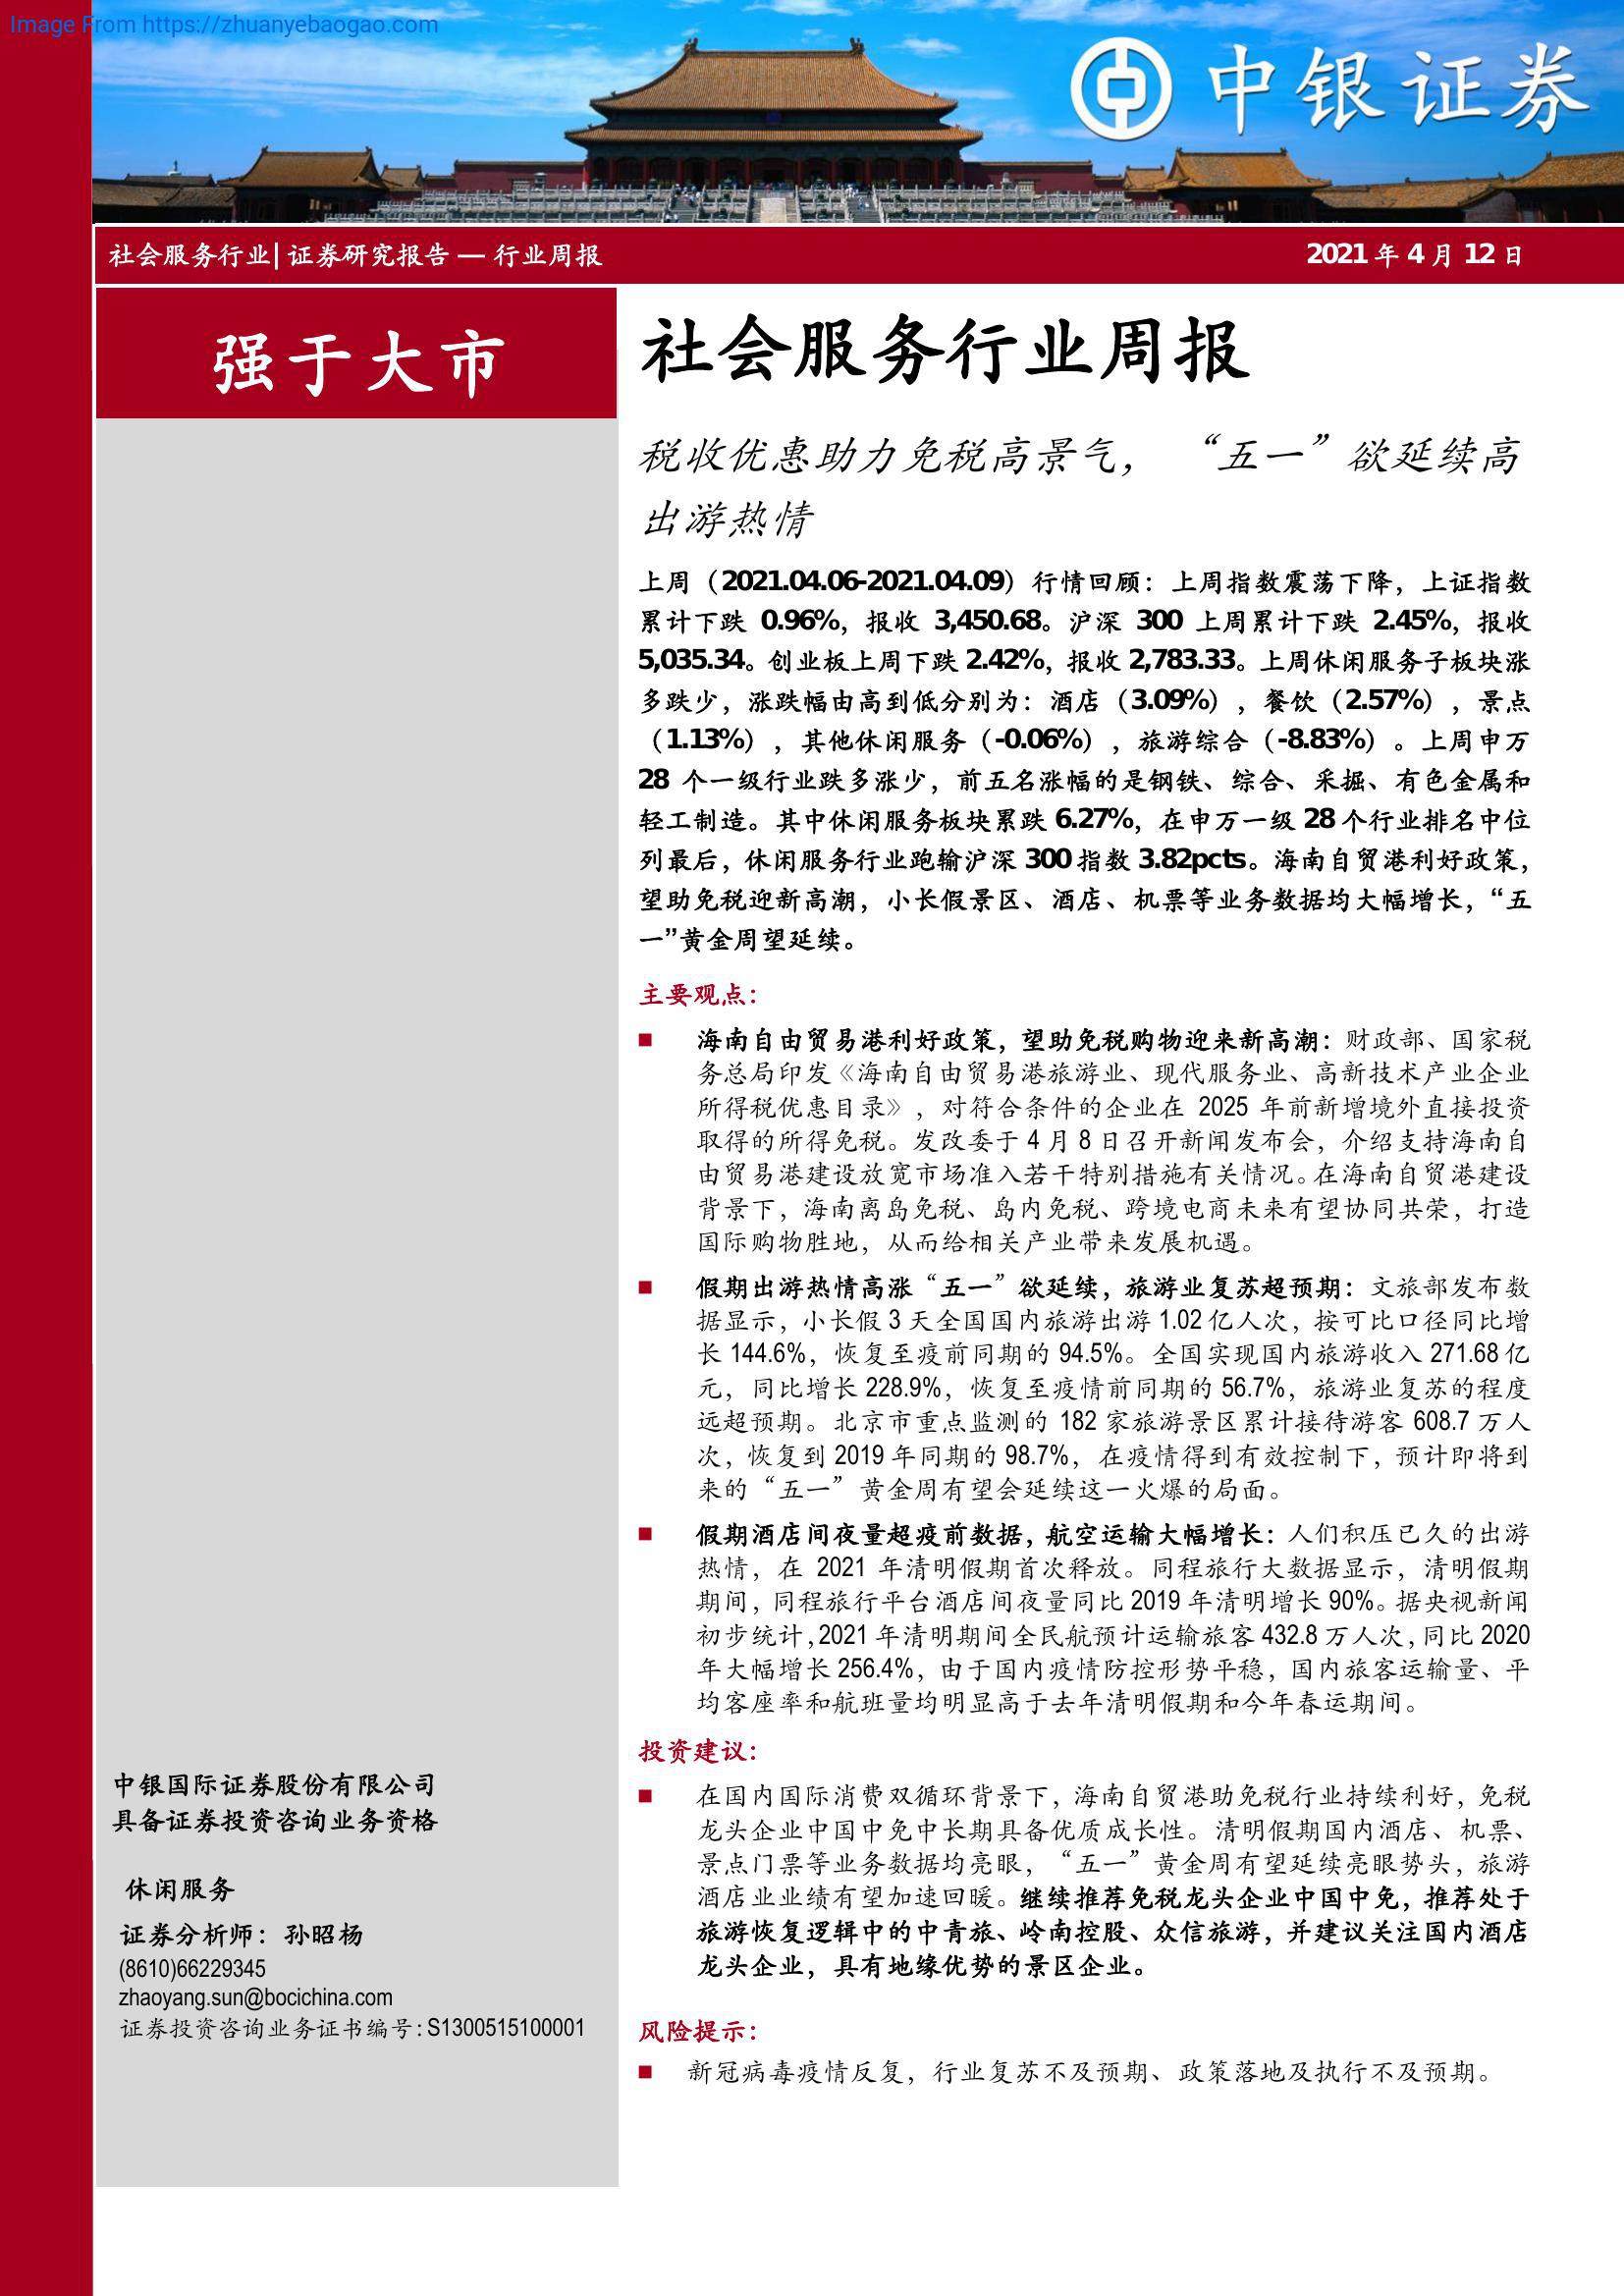 Image From https://zhuanyebaogao.com
中银证券
社会服务行业| 证券研究报告 — 行业周报
2021 年 4 月 12 日
强于大市
社会服务行业周报
税收优惠助力免税高景气，“五一”欲延续高
出游热情
上周（2021.04.06-2021.04.09）行情回顾：上周指数震荡下降，上证指数
累计下跌 0.96%，报收 3,450.68。沪深 300 上周累计下跌 2.45%，报收
5,035.34。创业板上周下跌 2.42%，报收 2,783.33。上周休闲服务子板块涨
多跌少，涨跌幅由高到低分别为：酒店（3.09%），餐饮（2.57%），景点
（1.13%），其他休闲服务（-0.06%），旅游综合（-8.83%）。上周申万
28 个一级行业跌多涨少，前五名涨幅的是钢铁、综合、采掘、有色金属和
轻工制造。其中休闲服务板块累跌 6.27%，在申万一级 28 个行业排名中位
列最后，休闲服务行业跑输沪深 300 指数 3.82pcts。海南自贸港利好政策，
望助免税迎新高潮，小长假景区、酒店、机票等业务数据均大幅增长，“五
一”黄金周望延续。
主要观点：
■ 海南自由贸易港利好政策，望助免税购物迎来新高潮：财政部、国家税
务总局印发《海南自由贸易港旅游业、现代服务业、高新技术产业企业
所得税优惠目录》，对符合条件的企业在 2025 年前新增境外直接投资
取得的所得免税。发改委于 4 月 8 日召开新闻发布会，介绍支持海南自
由贸易港建设放宽市场准入若干特别措施有关情况。在海南自贸港建设
背景下，海南离岛免税、岛内免税、跨境电商未来有望协同共荣，打造
国际购物胜地，从而给相关产业带来发展机遇。
■ 假期出游热情高涨“五一”欲延续，旅游业复苏超预期：文旅部发布数
据显示，小长假 3 天全国国内旅游出游 1.02 亿人次，按可比口径同比增
长 144.6%，恢复至疫前同期的 94.5%。全国实现国内旅游收入 271.68 亿
元，同比增长 228.9%，恢复至疫情前同期的 56.7%，旅游业复苏的程度
远超预期。北京市重点监测的 182 家旅游景区累计接待游客 608.7 万人
次，恢复到 2019 年同期的 98.7%，在疫情得到有效控制下，预计即将到
来的“五一”黄金周有望会延续这一火爆的局面。
■ 假期酒店间夜量超疫前数据，航空运输大幅增长：人们积压已久的出游
热情，在 2021 年清明假期首次释放。同程旅行大数据显示，清明假期
期间，同程旅行平台酒店间夜量同比 2019 年清明增长 90%。据央视新闻
初步统计，2021 年清明期间全民航预计运输旅客 432.8 万人次，同比 2020
年大幅增长 256.4%，由于国内疫情防控形势平稳，国内旅客运输量、平
均客座率和航班量均明显高于去年清明假期和今年春运期间。
投资建议：
■ 在国内国际消费双循环背景下，海南自贸港助免税行业持续利好，免税
龙头企业中国中免中长期具备优质成长性。清明假期国内酒店、机票、
景点门票等业务数据均亮眼，“五一”黄金周有望延续亮眼势头，旅游
酒店业业绩有望加速回暖。继续推荐免税龙头企业中国中免，推荐处于
旅游恢复逻辑中的中青旅、岭南控股、众信旅游，并建议关注国内酒店
龙头企业，具有地缘优势的景区企业。
风险提示：
■ 新冠病毒疫情反复，行业复苏不及预期、政策落地及执行不及预期。
中银国际证券股份有限公司
具备证券投资咨询业务资格
休闲服务
证券分析师：孙昭杨
(8610)66229345
zhaoyang.sun@bocichina.com
证券投资咨询业务证书编号：S1300515100001